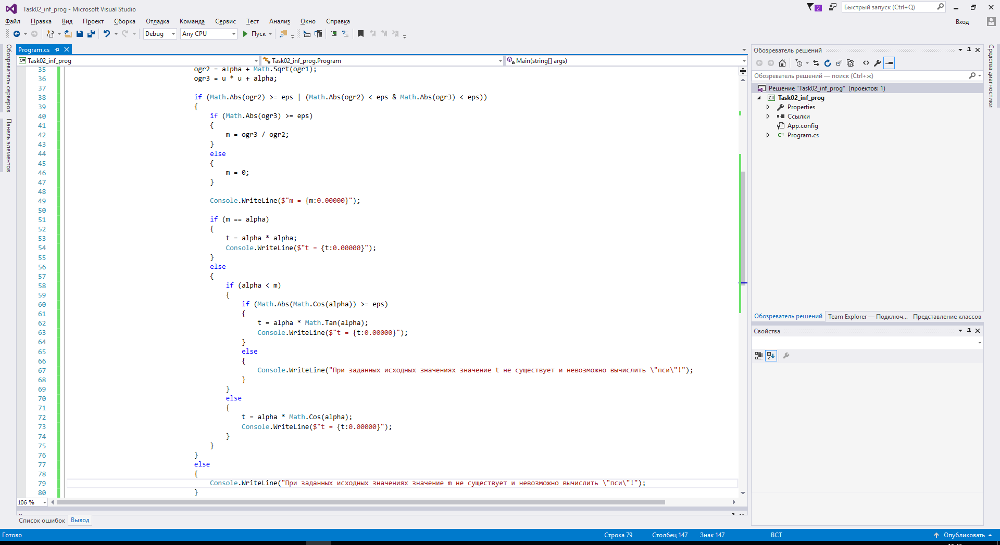 Task02_inf_prog - Microsoft Visual Studio
2
Быстрый запуск (Ctrl+Q)
Файл Правка Вид Проект Сборка Отладка Команда Сервис Тест Анализ Окно Справка
Вход
Debug Any CPU Пуск
Обозреватель серверов
Панель элементов
Program.cs
Task02_inf_prog Task02_inf_prog.Program Main(string[] args)
35 ogr2 = alpha + Math.Sqrt(ogr1);
36 ogr3 = u * u + alpha;
37
38 if (Math.Abs(ogr2) >= eps | (Math.Abs(ogr2) < eps & Math.Abs(ogr3) < eps))
39 {
40 if (Math.Abs(ogr3) >= eps)
41 {
42 m = ogr3 / ogr2;
43 }
44 else
45 {
46 m = 0;
47 }
48
49 Console.WriteLine($"m = {m:0.00000}");
50
51 if (m == alpha)
52 {
53 t = alpha * alpha;
54 Console.WriteLine($"t = {t:0.00000}");
55 }
56 else
57 {
58 if (alpha < m)
59 {
60 if (Math.Abs(Math.Cos(alpha)) >= eps)
61 {
62 t = alpha * Math.Tan(alpha);
63 Console.WriteLine($"t = {t:0.00000}");
64 }
65 else
66 {
67 Console.WriteLine("При заданных исходных значениях значение t не существует и невозможно вычислить \"пси\"!");
68 }
69 }
70 else
71 {
72 t = alpha * Math.Cos(alpha);
73 Console.WriteLine($"t = {t:0.00000}");
74 }
75 }
76 }
77 else
78 {
79 Console.WriteLine("При заданных исходных значениях значение m не существует и невозможно вычислить \"пси\"!");
80 }
106 %
Список ошибок Вывод
Обозреватель решений
Обозреватель решений — поиск (Ctrl+ж)
Решение "Task02_inf_prog" (проектов: 1)
Task02_inf_prog
Properties
Ссылки
App.config
Program.cs
Обозреватель решений Team Explorer — Подключ... Представление классов
Свойства
Средства диагностики
Готово Строка 79 Столбец 147 Знак 147 ВСТ Опубликовать